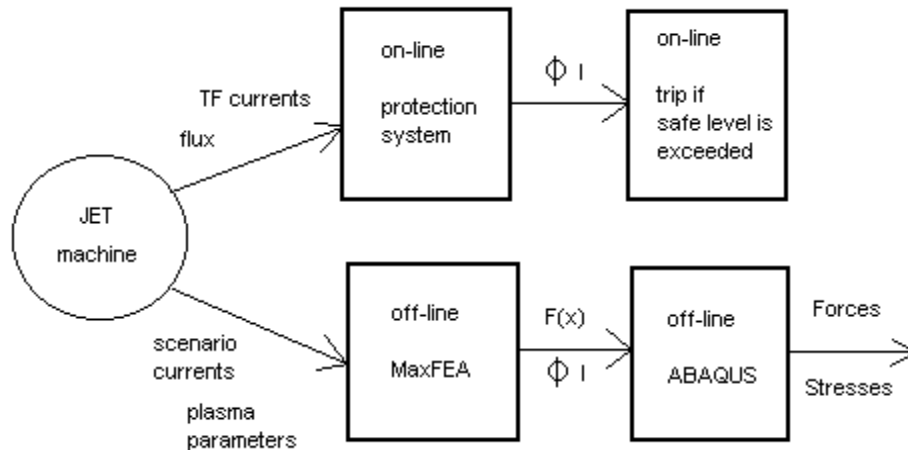 on-line
protection
system
Φ I
on-line
trip if
safe level is
exceeded
TF currents
flux
JET
machine
scenario
currents
plasma
parameters
off-line
MaxFEA
F(x)
Φ I
off-line
ABAQUS
Forces
Stresses